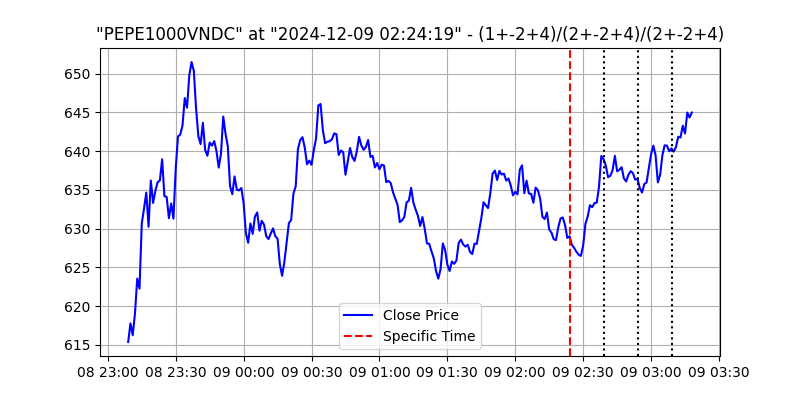 "PEPE1000VNDC" at "2024-12-09 02:24:19" - (1+-2+4)/(2+-2+4)/(2+-2+4)
650
645
640
635
630
625
620
615
Close Price
Specific Time
08 23:00 08 23:30 09 00:00 09 00:30 09 01:00 09 01:30 09 02:00 09 02:30 09 03:00 09 03:30